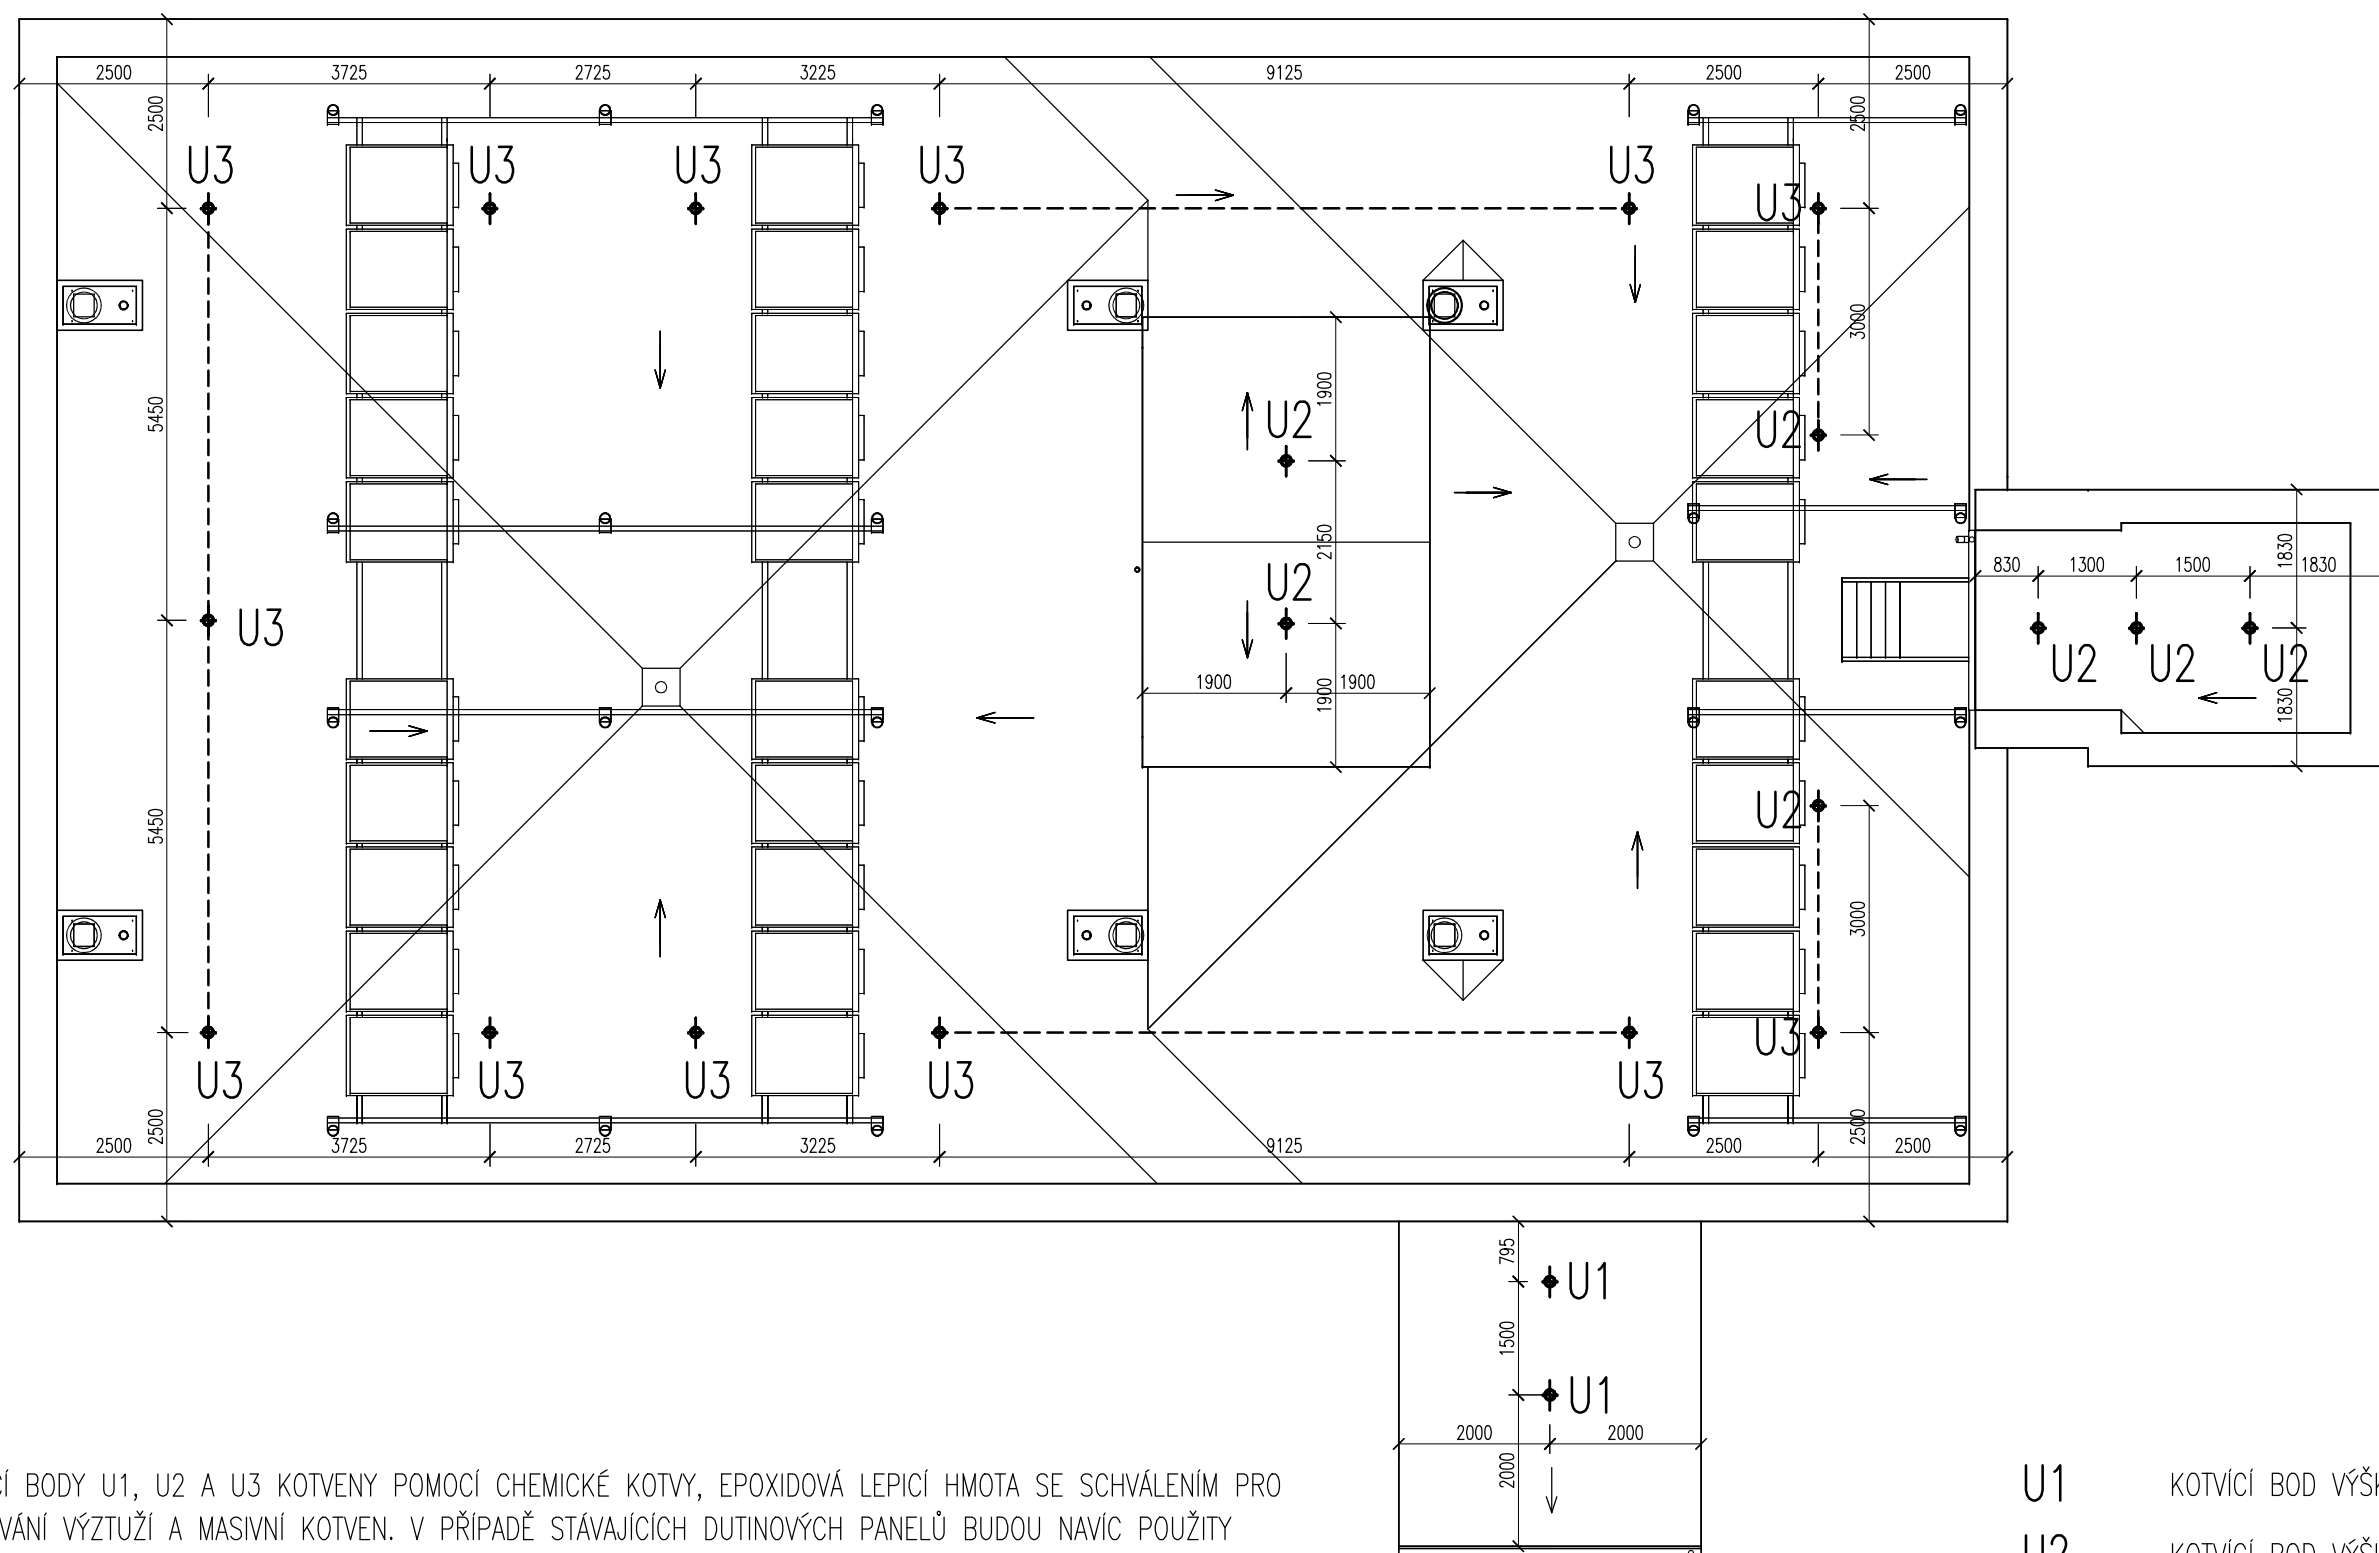 2500 3725 2725 3225 9125 2500 2500
2500
2500
U3 U3 U3 U3 U3
U3
3000
1900
5450
U2
U2
2150
1830
830 1300 1500 1830
U2
U3
U2 U2 U2
1900 1900
1900
1830
U2
5450
3000
U3
U3 U3 U3 U3 U3
2500
2500
2500 3725 2725 3225 9125 2500 2500
795
U1
1500
U1
2000 2000
2000
BODY U1, U2 A U3 KOTVENY POMOCÍ CHEMICKÉ KOTVY, EPOXIDOVÁ LEPICÍ HMOTA SE SCHVÁLENÍM PRO
VÝZTUŽÍ A MASIVNÍ KOTVEN. V PŘÍPADĚ STÁVAJÍCÍCH DUTINOVÝCH PANELŮ BUDOU NAVÍC POUŽITY
U1 KOTVÍCÍ BOD
U2 KOTVÍCÍ BOD